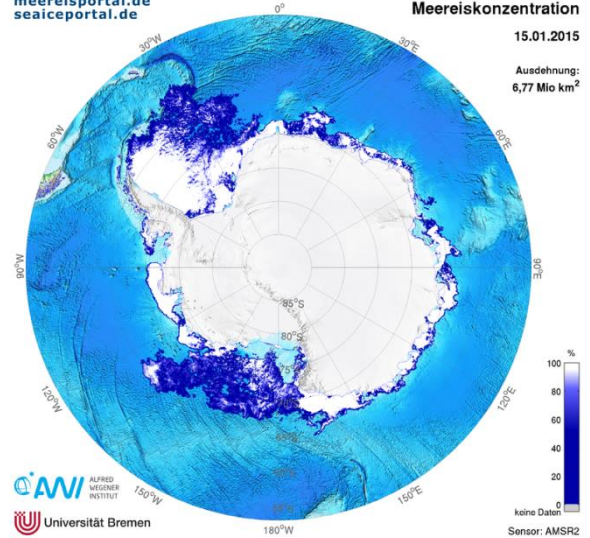 meereisportal.de
seaiceportal.de
Meereiskonzentration
15.01.2015
Ausdehnung:
6,77 Mio km²
0°
30°W
30°E
60°W
60°E
90°W
90°E
85°S
80°S
75°S
120°W
120°E
150°W
150°E
180°W
%
100
80
60
40
20
0
keine Daten
Sensor: AMSR2
AWI
ALFRED
WEGENER
INSTITUT
Universität Bremen